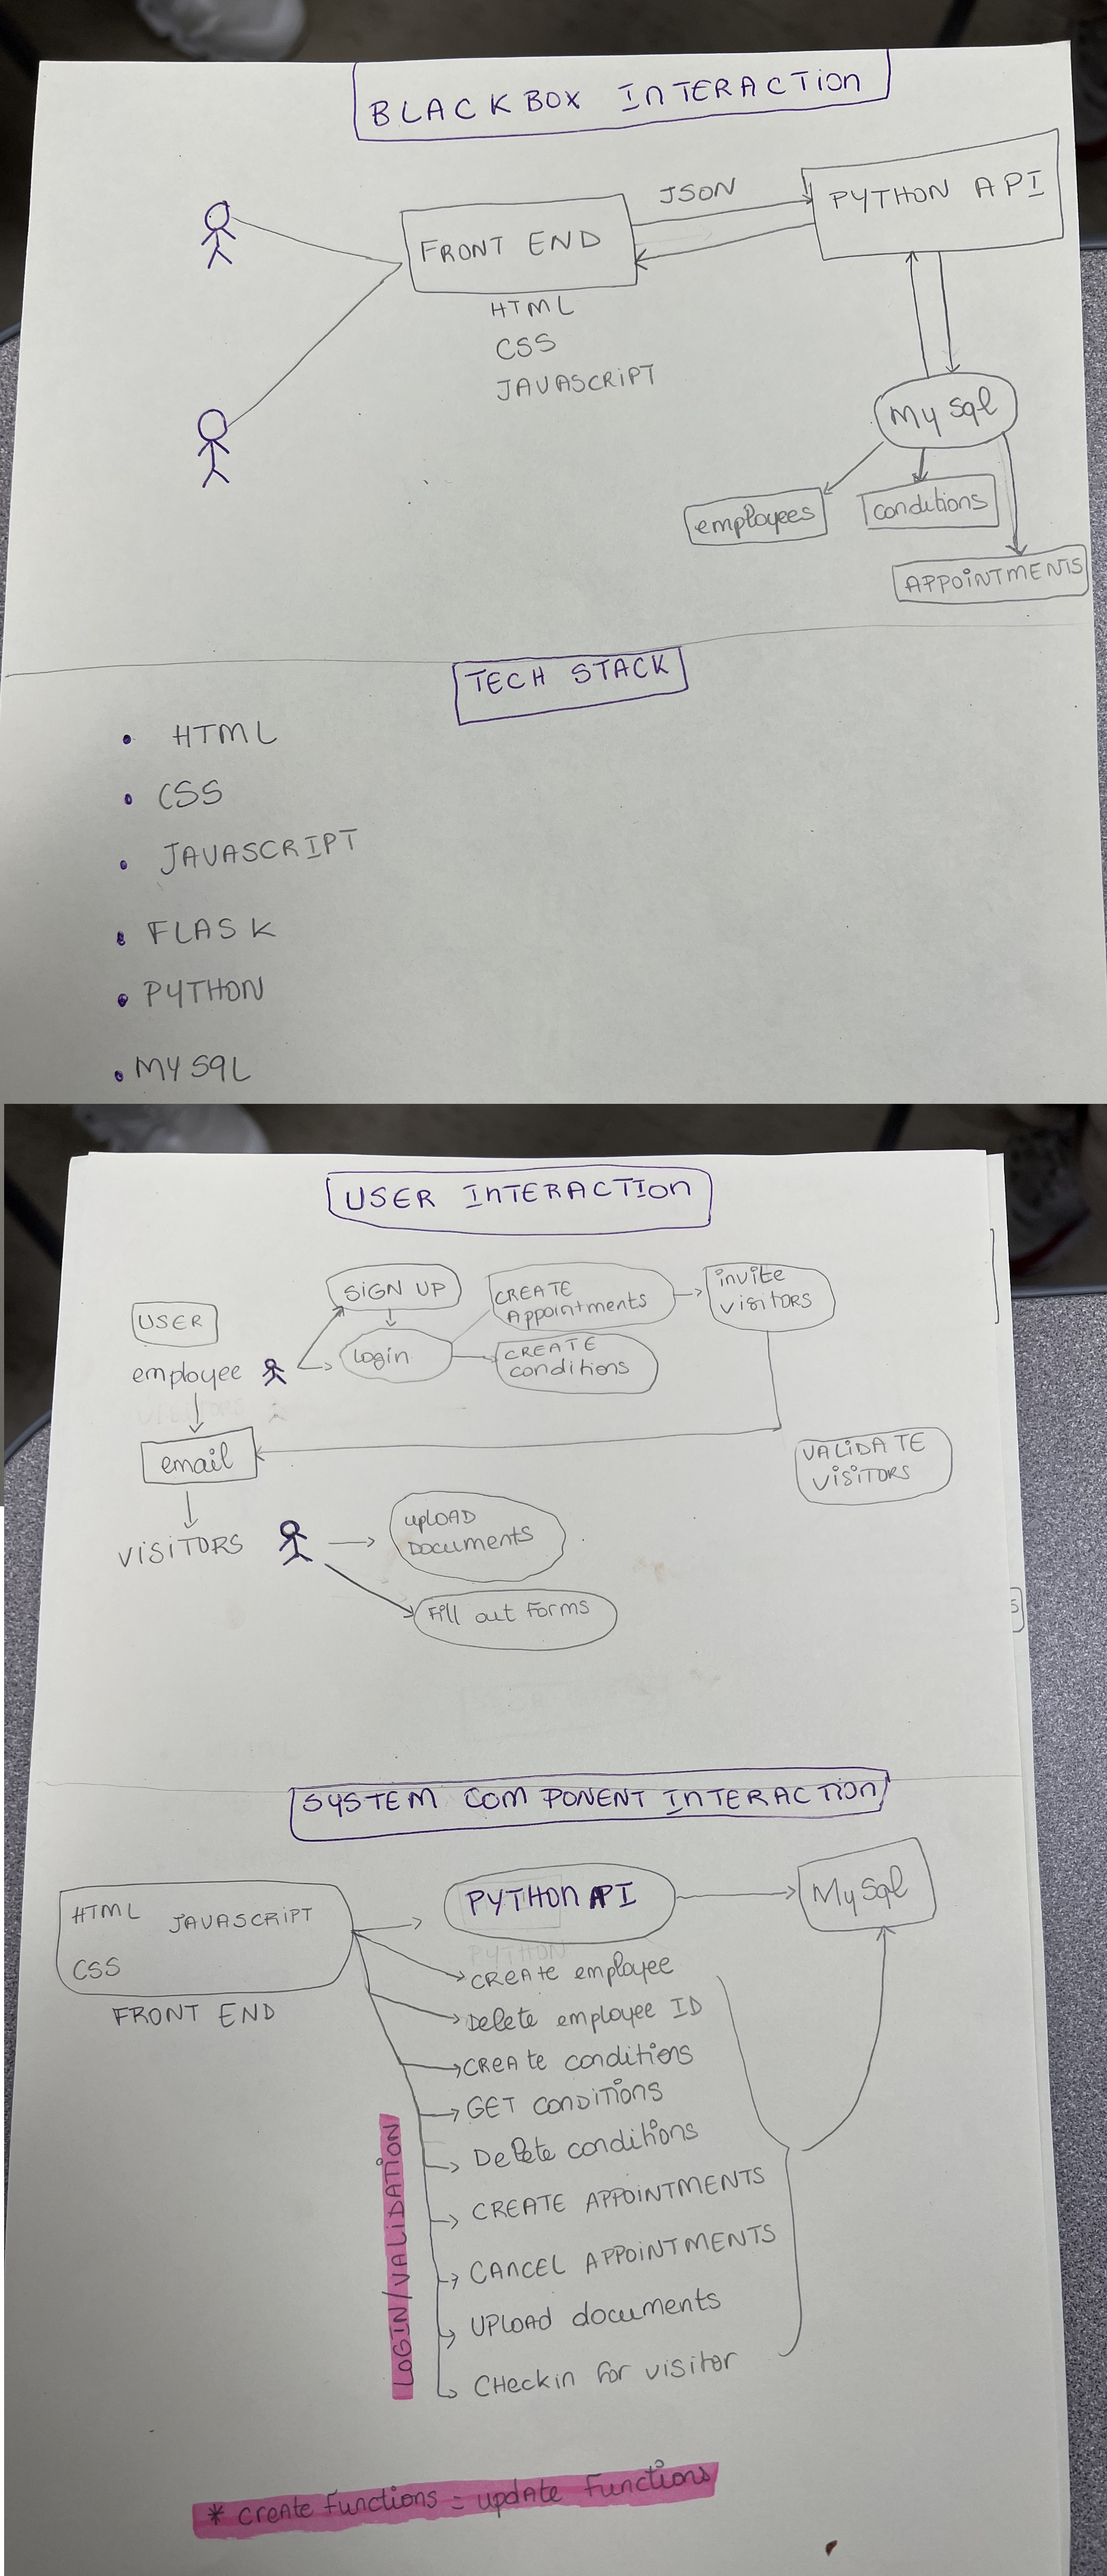 BLACKBOX INTERACTION
JSON
PYTHON API
FRONT END
HTML
CSS
JAVASCRIPT
My Sql
employees
conditions
APPOINTMENTS
TECH STACK
• HTML
• CSS
• JAVASCRIPT
• FLASK
• PYTHON
• MY SQL
USER INTERACTION
USER
employee
SIGN UP
login
CREATE
Appointments
invite
visitors
CREATE
conditions
email
VALIDATE
VISITORS
VISITORS
uplOAD
DOCUMENTS
Fill out forms
S
SYSTEM COMPONENT INTERACTION
HTML JAVASCRIPT
CSS
FRONT END
PYTHON API
My Sql
PYTHON
CREAte employee
Delete employee ID
CREATe conditions
GET CONDITIONS
Delete conditions
CREATE APPOINTMENTS
CANCEL APPOINTMENTS
UPLOAD documents
CHeckin for visitor
LOGIN/VALIDATION
* create functions = update functions